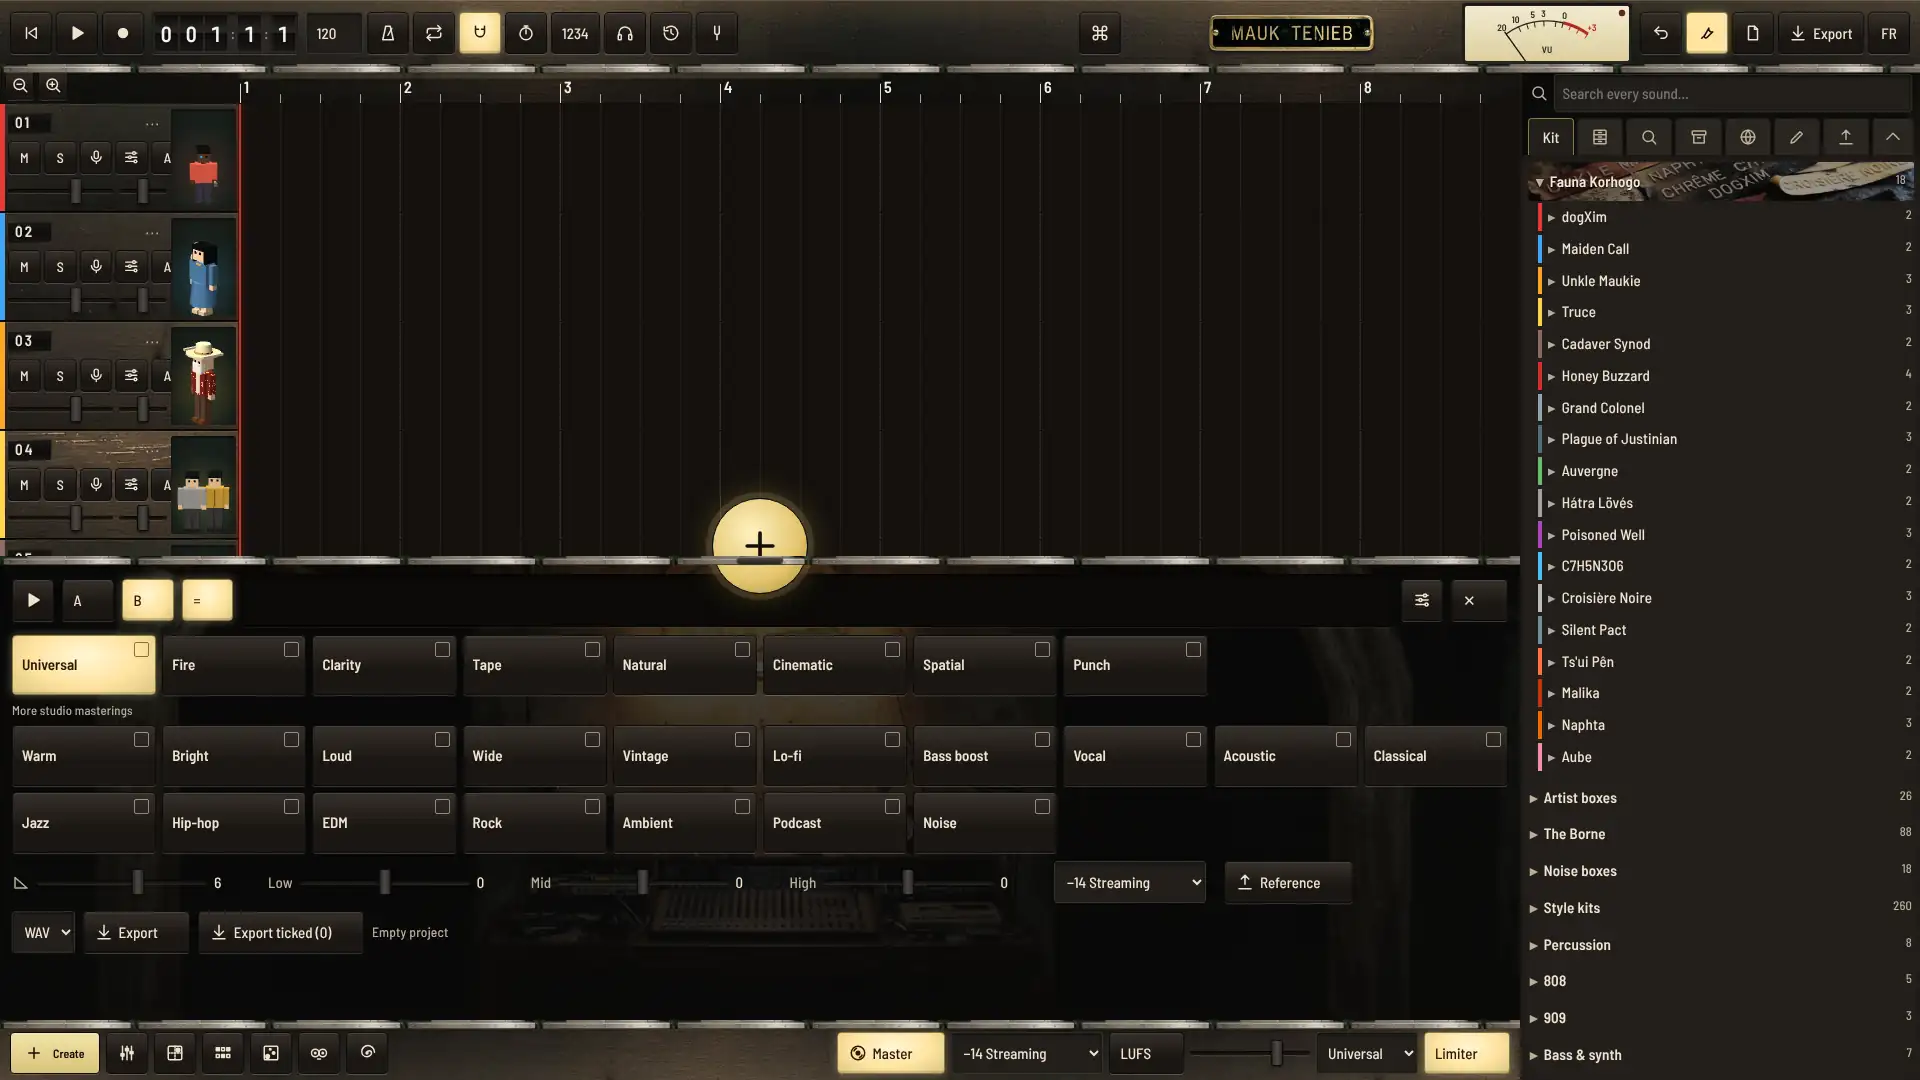 0 0 1 : 1 : 1
120
1234
MAUK TENIEB
20 10 5 3 0 +3
VU
Export
FR
1 2 3 4 5 6 7 8
Search every sound...
Kit
01
M S A
02
M S A
03
M S A
04
M S A
Fauna Korhogo 18
dogXim 2
Maiden Call 2
Unkle Maukie 3
Truce 3
Cadaver Synod 2
Honey Buzzard 4
Grand Colonel 2
Plague of Justinian 3
Auvergne 2
Hátra Lövés 2
Poisoned Well 3
C7H5N3O6 2
Croisière Noire 3
Silent Pact 2
Ts'ui Pên 2
Malika 2
Naphta 3
Aube 2
Artist boxes 26
The Borne 88
Noise boxes 18
Style kits 260
Percussion 8
808 5
909 3
Bass & synth 7
A B =
Universal Fire Clarity Tape Natural Cinematic Spatial Punch
More studio masterings
Warm Bright Loud Wide Vintage Lo-fi Bass boost Vocal Acoustic Classical
Jazz Hip-hop EDM Rock Ambient Podcast Noise
6 Low 0 Mid 0 High 0 −14 Streaming Reference
WAV Export Export ticked (0) Empty project
Create Master −14 Streaming LUFS Universal Limiter